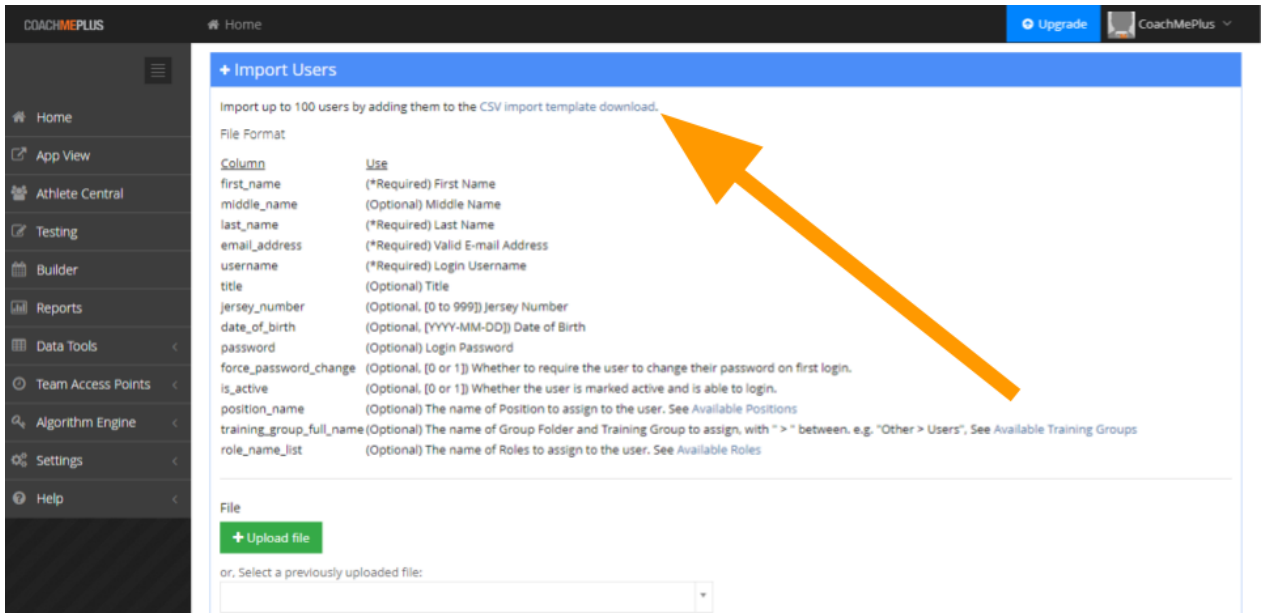 COACHMEPLUS
Home
Upgrade
CoachMePlus
Home
App View
Athlete Central
Testing
Builder
Reports
Data Tools
Team Access Points
Algorithm Engine
Settings
Help
Import Users
Import up to 100 users by adding them to the CSV import template download.
File Format
Column Use
first_name (*Required) First Name
middle_name (Optional) Middle Name
last_name (*Required) Last Name
email_address (*Required) Valid E-mail Address
username (*Required) Login Username
title (Optional) Title
jersey_number (Optional, [0 to 999]) Jersey Number
date_of_birth (Optional, [YYYY-MM-DD]) Date of Birth
password (Optional) Login Password
force_password_change (Optional, [0 or 1]) Whether to require the user to change their password on first login.
is_active (Optional, [0 or 1]) Whether the user is marked active and is able to login.
position_name (Optional) The name of Position to assign to the user. See Available Positions
training_group_full_name (Optional) The name of Group Folder and Training Group to assign, with " > " between. e.g. "Other > Users", See Available Training Groups
role_name_list (Optional) The name of Roles to assign to the user. See Available Roles
File
+ Upload file
or, Select a previously uploaded file: